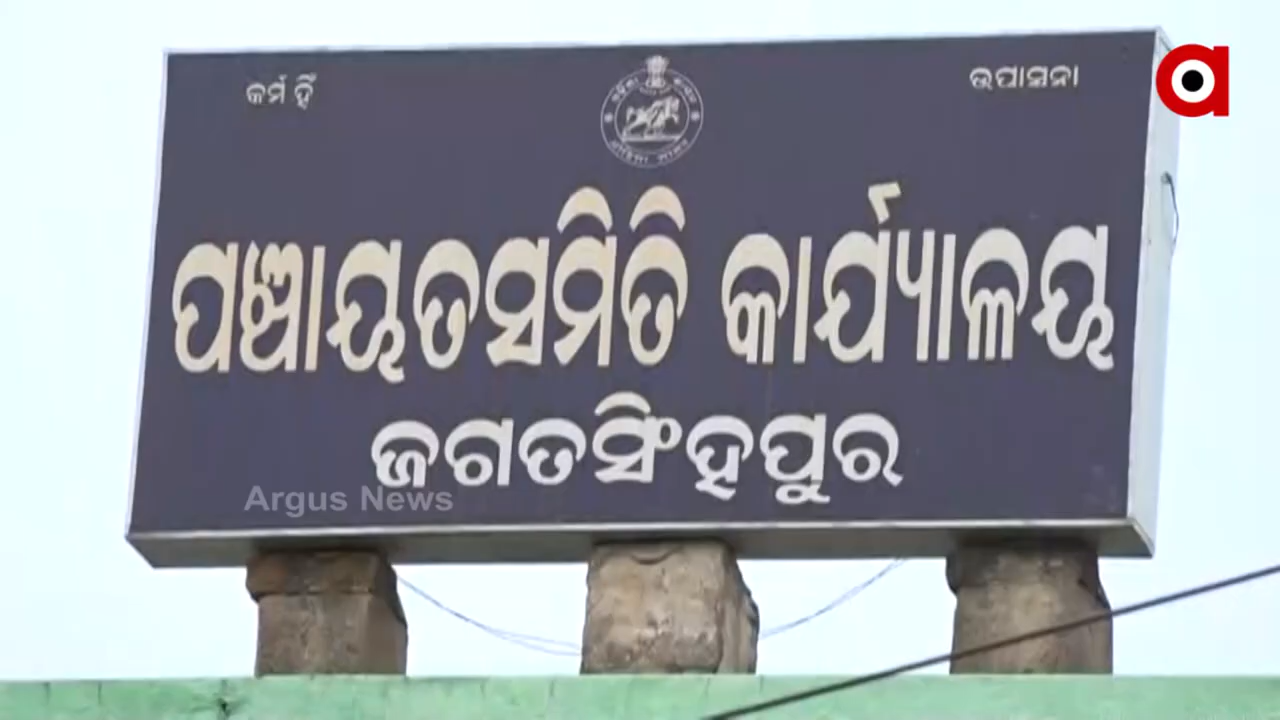 କର୍ମ ହିଁ ଉପାସନା
ପଞ୍ଚାୟତସମିତି କାର୍ଯ୍ୟାଳୟ
ଜଗତସିଂହପୁର
Argus News